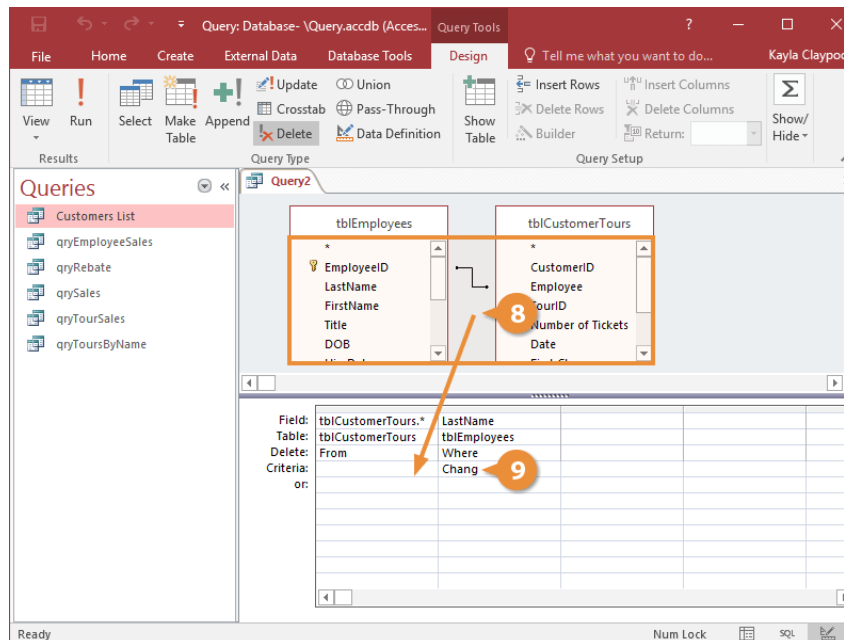 Query: Database- \Query.accdb (Acces... Query Tools ?
File Home Create External Data Database Tools Design Tell me what you want to do... Kayla Claypoo
View Run Select Make Table Append Update Crosstab Delete Union Pass-Through Data Definition Show Table Insert Rows Delete Rows Builder Insert Columns Delete Columns Return: Show/ Hide
Results Query Type Query Setup
Queries «
Query2
Customers List
qryEmployeeSales
qryRebate
qrySales
qryTourSales
qryToursByName
tblEmployees tblCustomerTours
* *
EmployeeID CustomerID
LastName Employee
FirstName TourID
Title Number of Tickets
DOB Date
8
Field: tblCustomerTours.* LastName
Table: tblCustomerTours tblEmployees
Delete: From Where
Criteria: Chang 9
or:
Ready Num Lock SQL